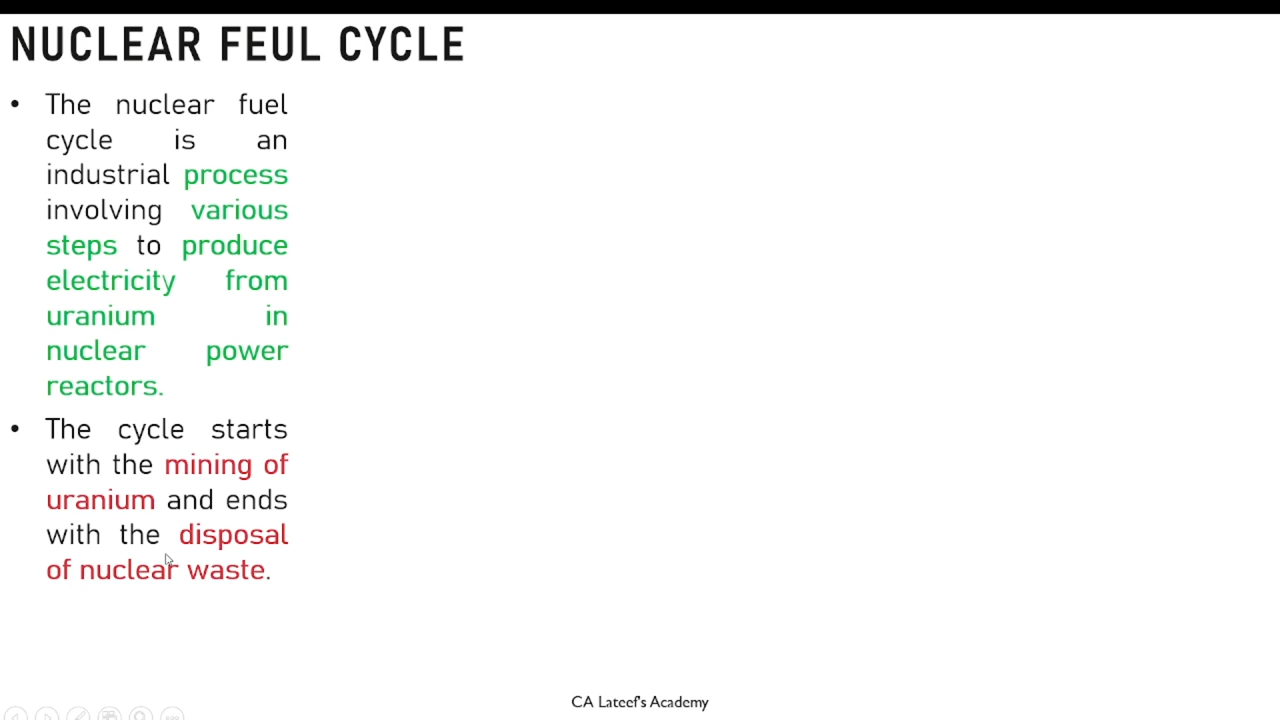 NUCLEAR FEUL CYCLE
• The nuclear fuel
cycle is an
industrial process
involving various
steps to produce
electricity from
uranium in
nuclear power
reactors.
• The cycle starts
with the mining of
uranium and ends
with the disposal
of nuclear waste.
CA Lateef's Academy